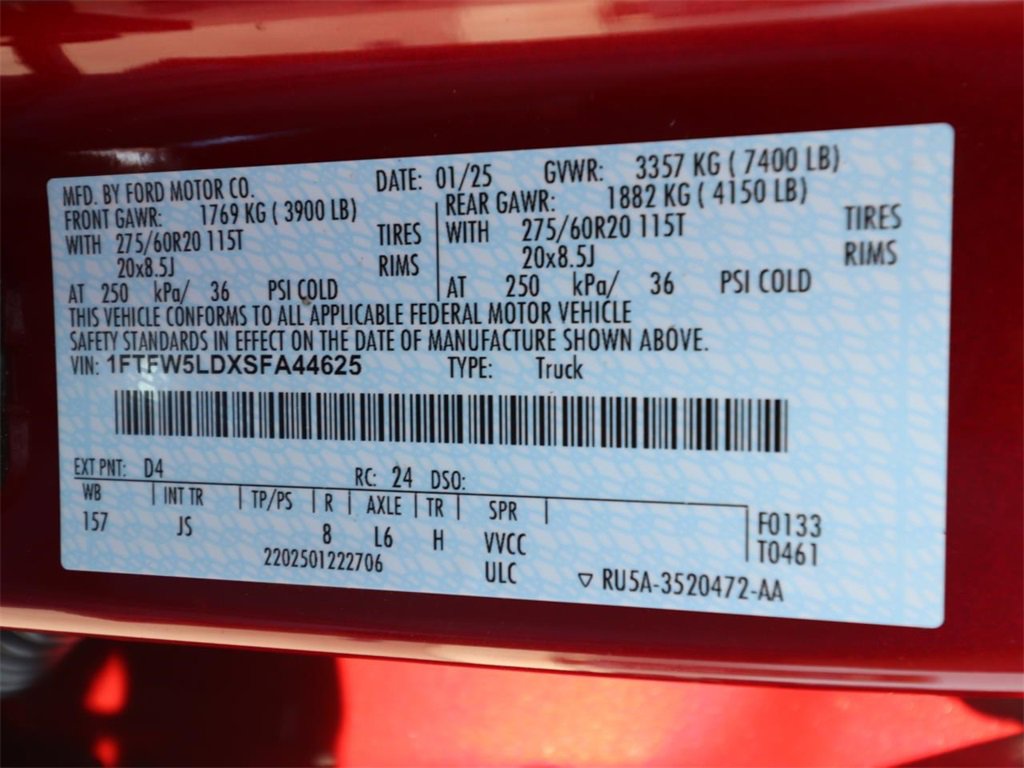 MFD. BY FORD MOTOR CO. DATE: 01/25 GVWR: 3357 KG ( 7400 LB)
FRONT GAWR: 1769 KG ( 3900 LB) REAR GAWR: 1882 KG ( 4150 LB)
WITH 275/60R20 115T TIRES WITH 275/60R20 115T TIRES
20x8.5J RIMS 20x8.5J RIMS
AT 250 kPa/ 36 PSI COLD AT 250 kPa/ 36 PSI COLD
THIS VEHICLE CONFORMS TO ALL APPLICABLE FEDERAL MOTOR VEHICLE
SAFETY STANDARDS IN EFFECT ON THE DATE OF MANUFACTURE SHOWN ABOVE.
VIN: 1FTFW5LDXSFA44625 TYPE: Truck
EXT PNT: D4 RC: 24 DSO:
WB INT TR TP/PS R AXLE TR SPR
157 JS 8 L6 H VVCC F0133
2202501222706 ULC T0461
▽ RU5A-3520472-AA